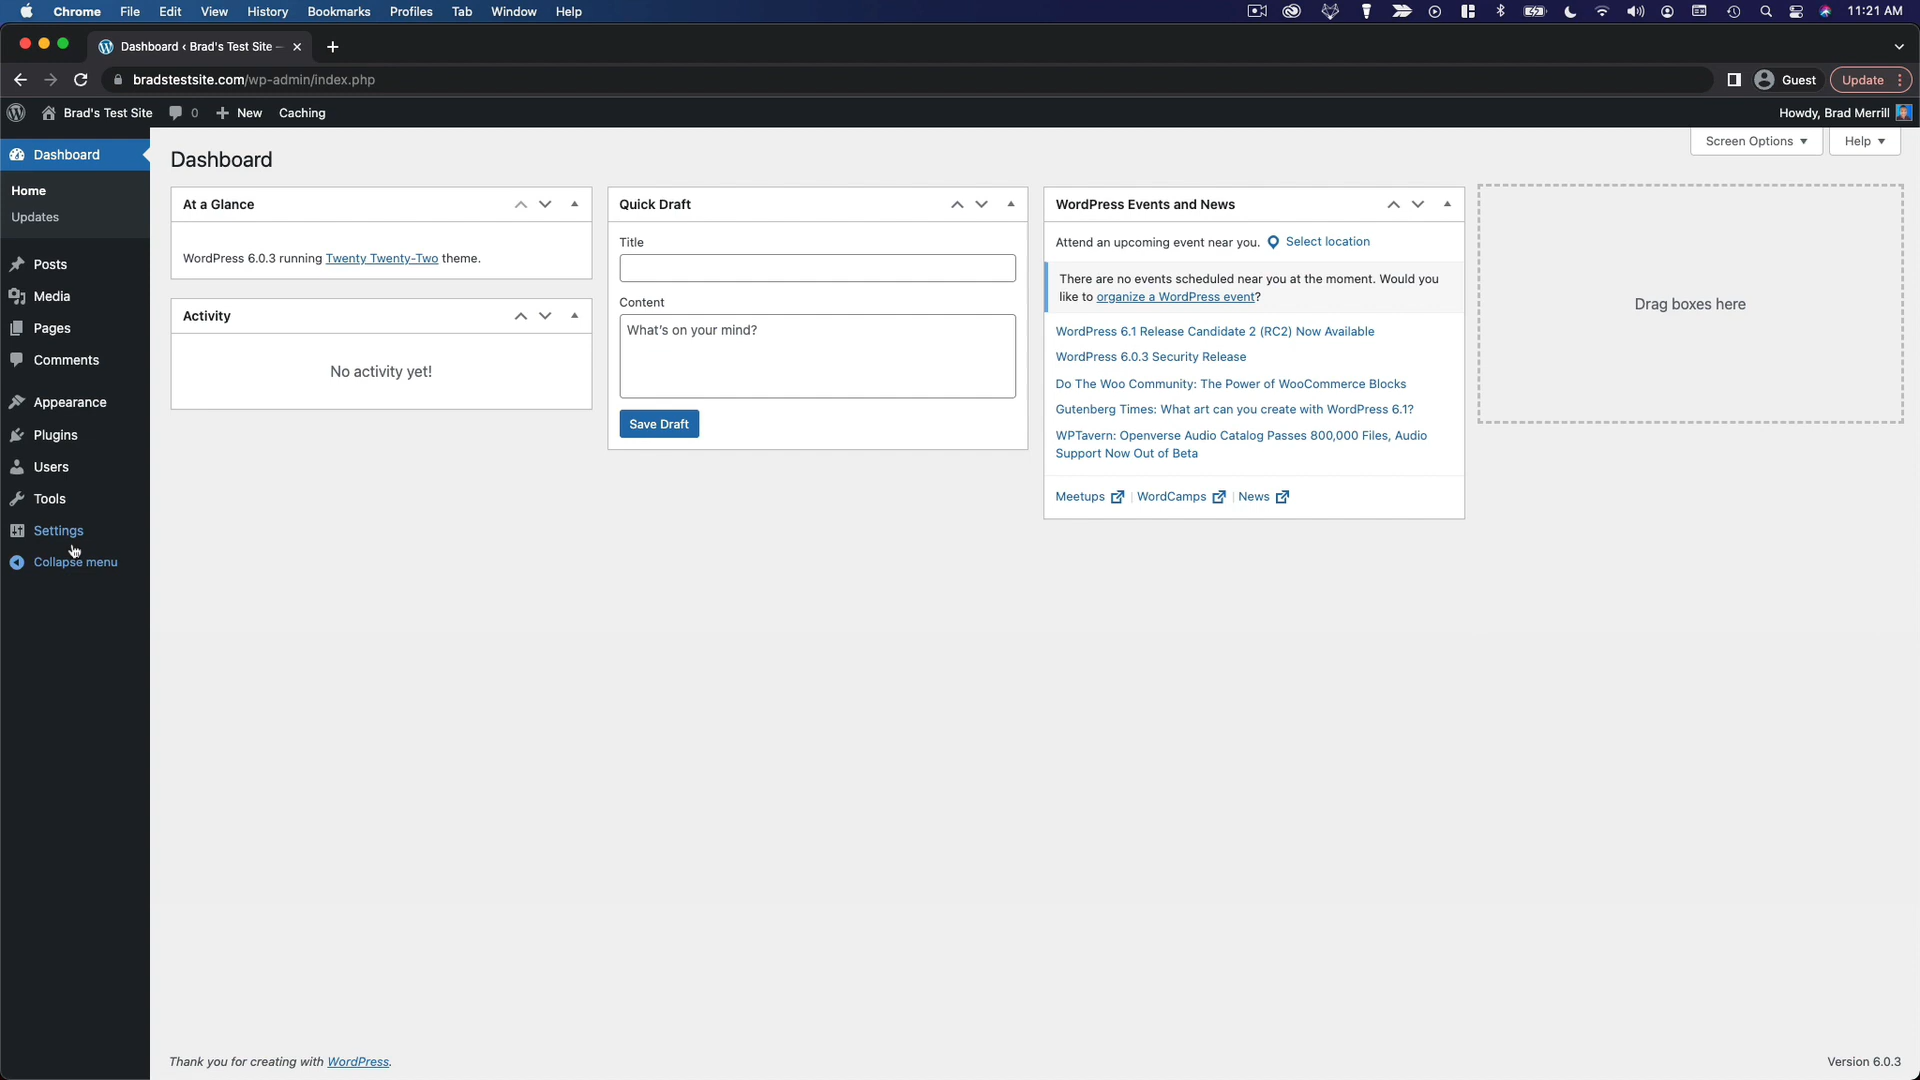 Chrome File Edit View History Bookmarks Profiles Tab Window Help 11:21 AM
Dashboard ‹ Brad's Test Site –
bradstestsite.com/wp-admin/index.php Guest Update
Brad's Test Site 0 New Caching Howdy, Brad Merrill
Dashboard
Home
Updates
Posts
Media
Pages
Comments
Appearance
Plugins
Users
Tools
Settings
Collapse menu
Screen Options Help
Dashboard
At a Glance
WordPress 6.0.3 running Twenty Twenty-Two theme.
Activity
No activity yet!
Quick Draft
Title
Content
What's on your mind?
Save Draft
WordPress Events and News
Attend an upcoming event near you. Select location
There are no events scheduled near you at the moment. Would you
like to organize a WordPress event?
WordPress 6.1 Release Candidate 2 (RC2) Now Available
WordPress 6.0.3 Security Release
Do The Woo Community: The Power of WooCommerce Blocks
Gutenberg Times: What art can you create with WordPress 6.1?
WPTavern: Openverse Audio Catalog Passes 800,000 Files, Audio
Support Now Out of Beta
Meetups | WordCamps | News
Drag boxes here
Thank you for creating with WordPress.
Version 6.0.3